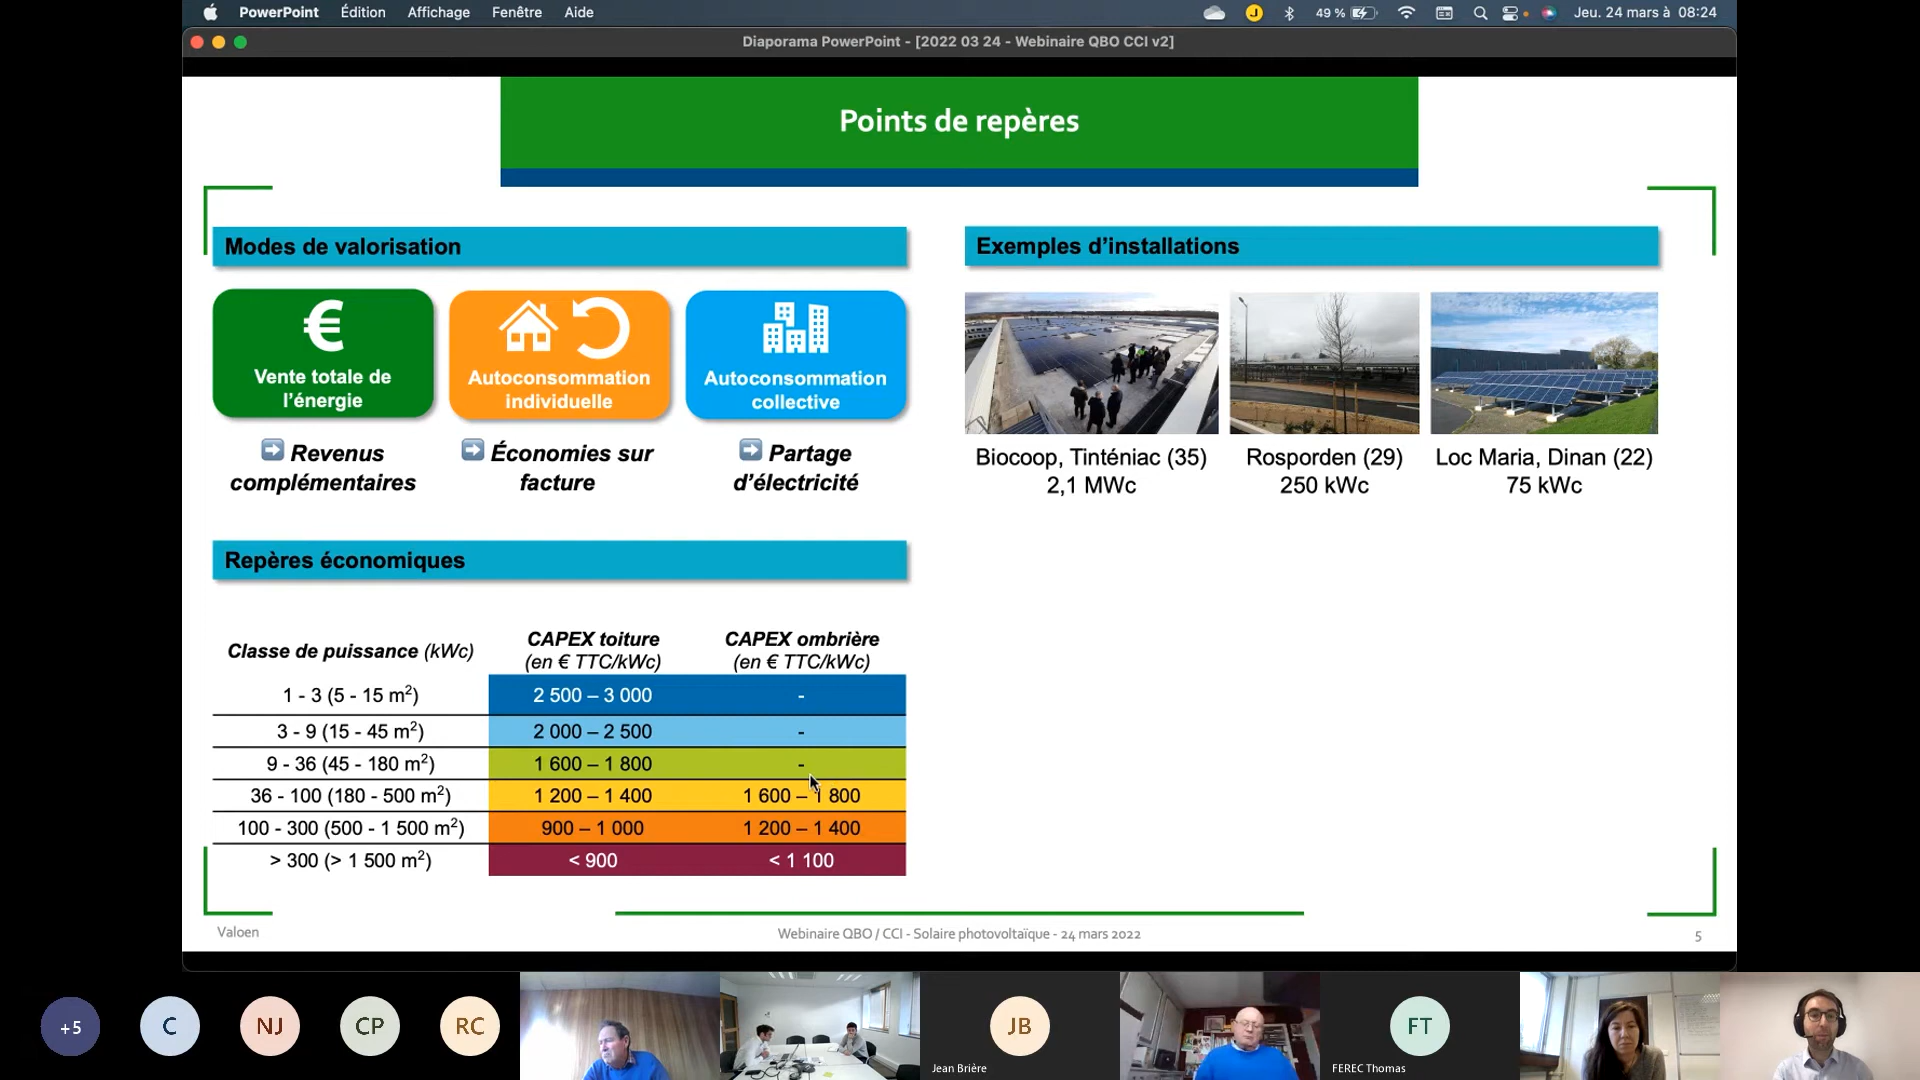 PowerPoint Édition Affichage Fenêtre Aide
J 49 % Jeu. 24 mars à 08:24
Diaporama PowerPoint - [2022 03 24 - Webinaire QBO CCI v2]
Points de repères
Modes de valorisation
€
Vente totale de
l’énergie
Autoconsommation
individuelle
Autoconsommation
collective
Revenus
complémentaires
Économies sur
facture
Partage
d’électricité
Exemples d’installations
Biocoop, Tinténiac (35)
2,1 MWc
Rosporden (29)
250 kWc
Loc Maria, Dinan (22)
75 kWc
Repères économiques
Classe de puissance (kWc)
CAPEX toiture
(en € TTC/kWc)
CAPEX ombrière
(en € TTC/kWc)
1 - 3 (5 - 15 m²) 2 500 – 3 000 -
3 - 9 (15 - 45 m²) 2 000 – 2 500 -
9 - 36 (45 - 180 m²) 1 600 – 1 800 -
36 - 100 (180 - 500 m²) 1 200 – 1 400 1 600 – 1 800
100 - 300 (500 - 1 500 m²) 900 – 1 000 1 200 – 1 400
> 300 (> 1 500 m²) < 900 < 1 100
Valoen
Webinaire QBO / CCI - Solaire photovoltaïque - 24 mars 2022
5
+5 C NJ CP RC JB FT
Jean Brière
FEREC Thomas